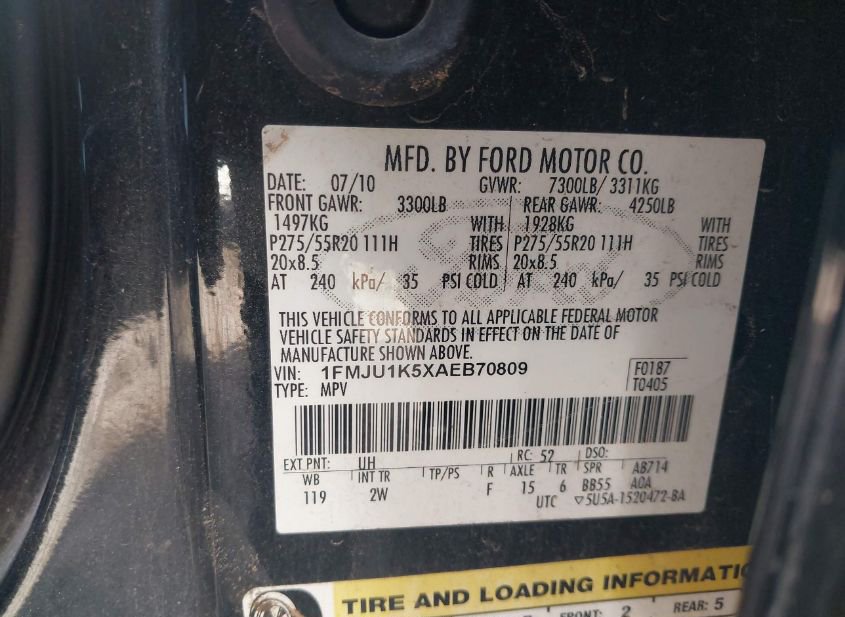 MFD. BY FORD MOTOR CO.
DATE: 07/10 GVWR: 7300LB/ 3311KG
FRONT GAWR: 3300LB REAR GAWR: 4250LB
1497KG WITH 1928KG WITH
P275/55R20 111H TIRES P275/55R20 111H TIRES
20x8.5 RIMS 20x8.5 RIMS
AT 240 kPa/ 35 PSI COLD AT 240 kPa/ 35 PSI COLD
THIS VEHICLE CONFORMS TO ALL APPLICABLE FEDERAL MOTOR
VEHICLE SAFETY STANDARDS IN EFFECT ON THE DATE OF
MANUFACTURE SHOWN ABOVE.
VIN: 1FMJU1K5XAEB70809 F0187
TYPE: MPV T0405
EXT PNT: UH RC: 52 DSO:
WB INT TR TP/PS R AXLE TR SPR AB714
119 2W F 15 6 BB55 AOA
UTC ▽5U5A-1520472-BA
TIRE AND LOADING INFORMATIO
FRONT: 2 REAR: 5